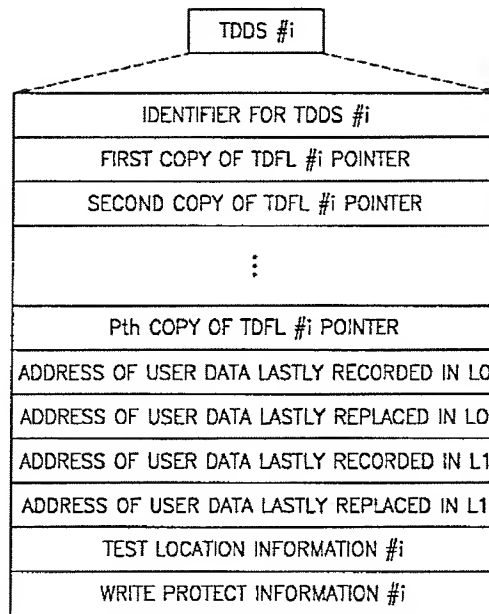 TDDS #i
IDENTIFIER FOR TDDS #i
FIRST COPY OF TDFL #i POINTER
SECOND COPY OF TDFL #i POINTER
⋮
Pth COPY OF TDFL #i POINTER
ADDRESS OF USER DATA LASTLY RECORDED IN L0
ADDRESS OF USER DATA LASTLY REPLACED IN L0
ADDRESS OF USER DATA LASTLY RECORDED IN L1
ADDRESS OF USER DATA LASTLY REPLACED IN L1
TEST LOCATION INFORMATION #i
WRITE PROTECT INFORMATION #i